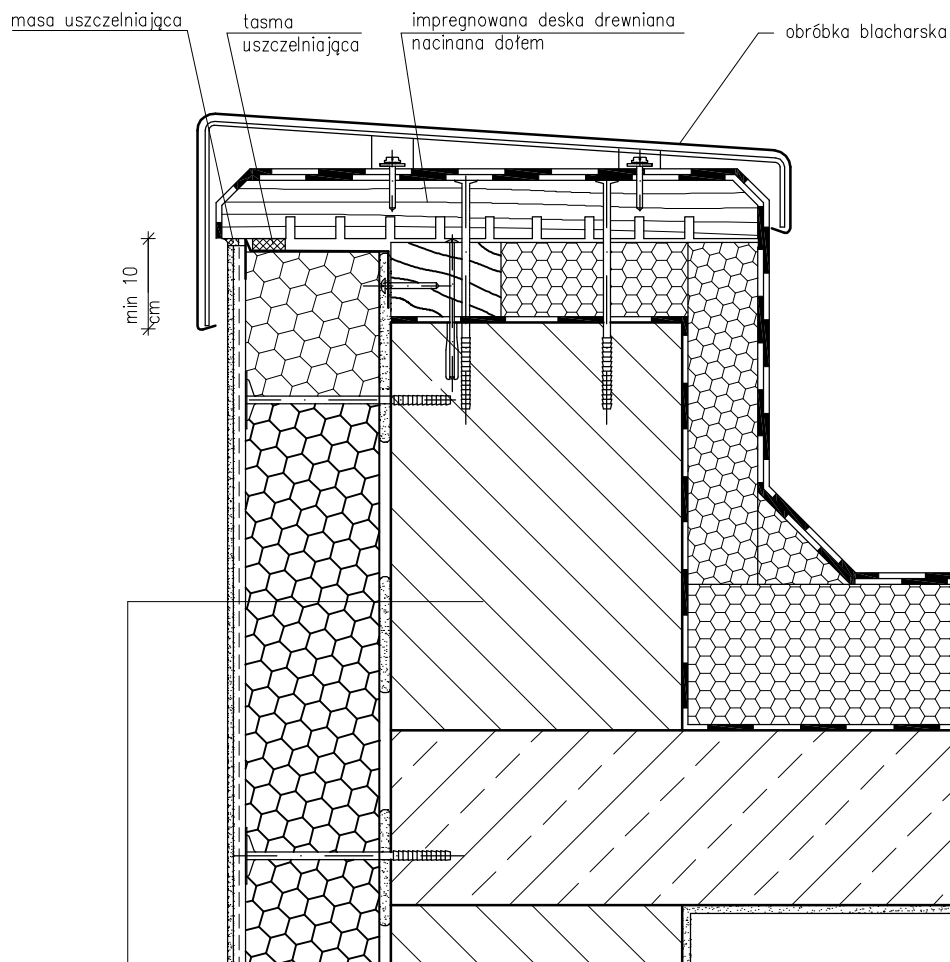 masa uszczelniająca
tasma
uszczelniająca
impregnowana deska drewniana
nacinana dołem
obróbka blacharska
min 10
cm